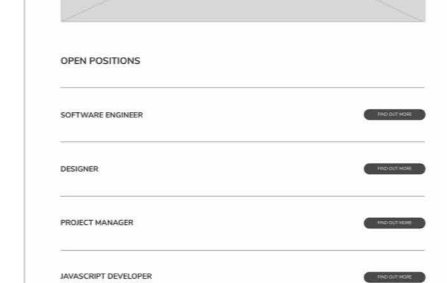 OPEN POSITIONS
SOFTWARE ENGINEER
FIND OUT MORE
DESIGNER
FIND OUT MORE
PROJECT MANAGER
FIND OUT MORE
JAVASCRIPT DEVELOPER
FIND OUT MORE